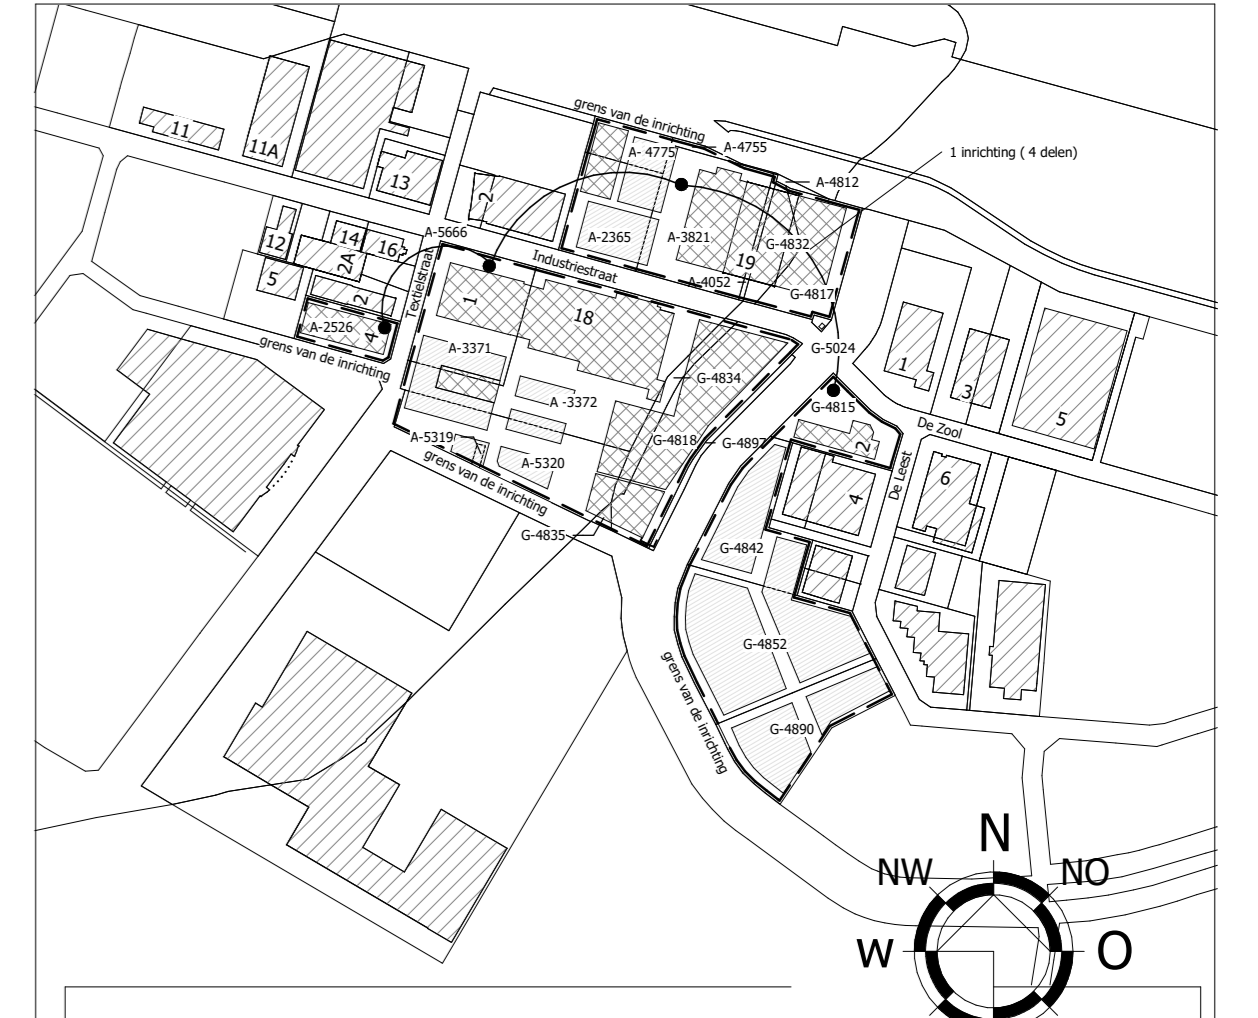 grens van de inrichting
11
11A
13
2
A- 4775
A-4755
1 inrichting ( 4 delen)
A-4812
12
14
16
2A
5
2
A-5666
A-2365
A-3821
G-4832
19
Industriestraat
A-4052
G-4817
Textielstraat
A-2526
4
grens van de inrichting
1
18
G-5024
A-3371
G-4834
A -3372
1
3
5
G-4815
De Zool
A-5319
G-4818
G-4897
2
A-5320
grens van de inrichting
De Leest
4
6
G-4835
G-4842
G-4852
grens van de inrichting
G-4890
N
NW
NO
W
O